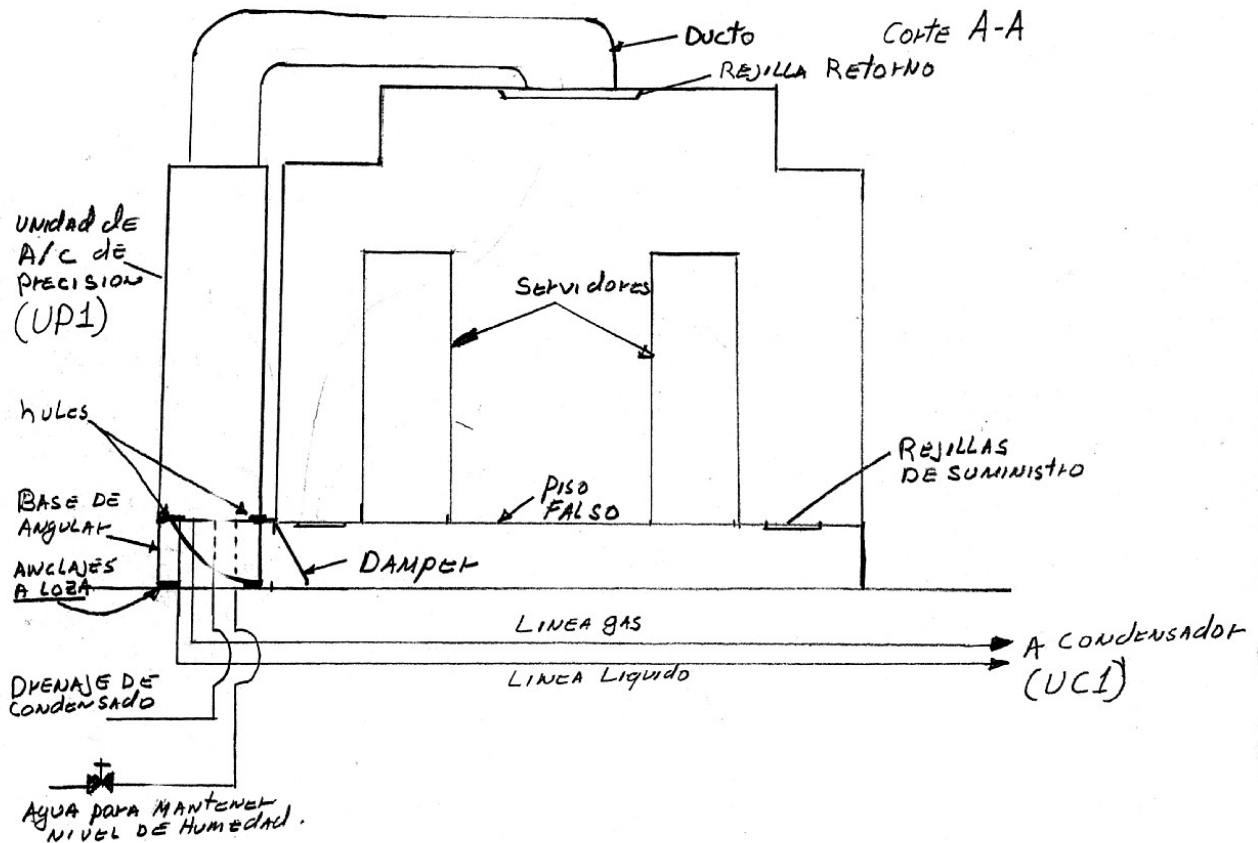 Ducto
Corte A-A
REJILLA RETORNO
UNIDAD DE
A/C DE
PRECISION
(UP1)
Servidores
hULES
REJILLAS
DE SUMINISTRO
BASE DE
ANGULAR
PISO
FALSO
DAMPER
ANCLAJES
A LOZA
LINEA gAS
A CONDENSADOR
(UC1)
LINEA LIQUIDO
DRENAJE DE
CONDENSADO
AgUA pARA MANTENER
NIVEL DE HUMEDAD.